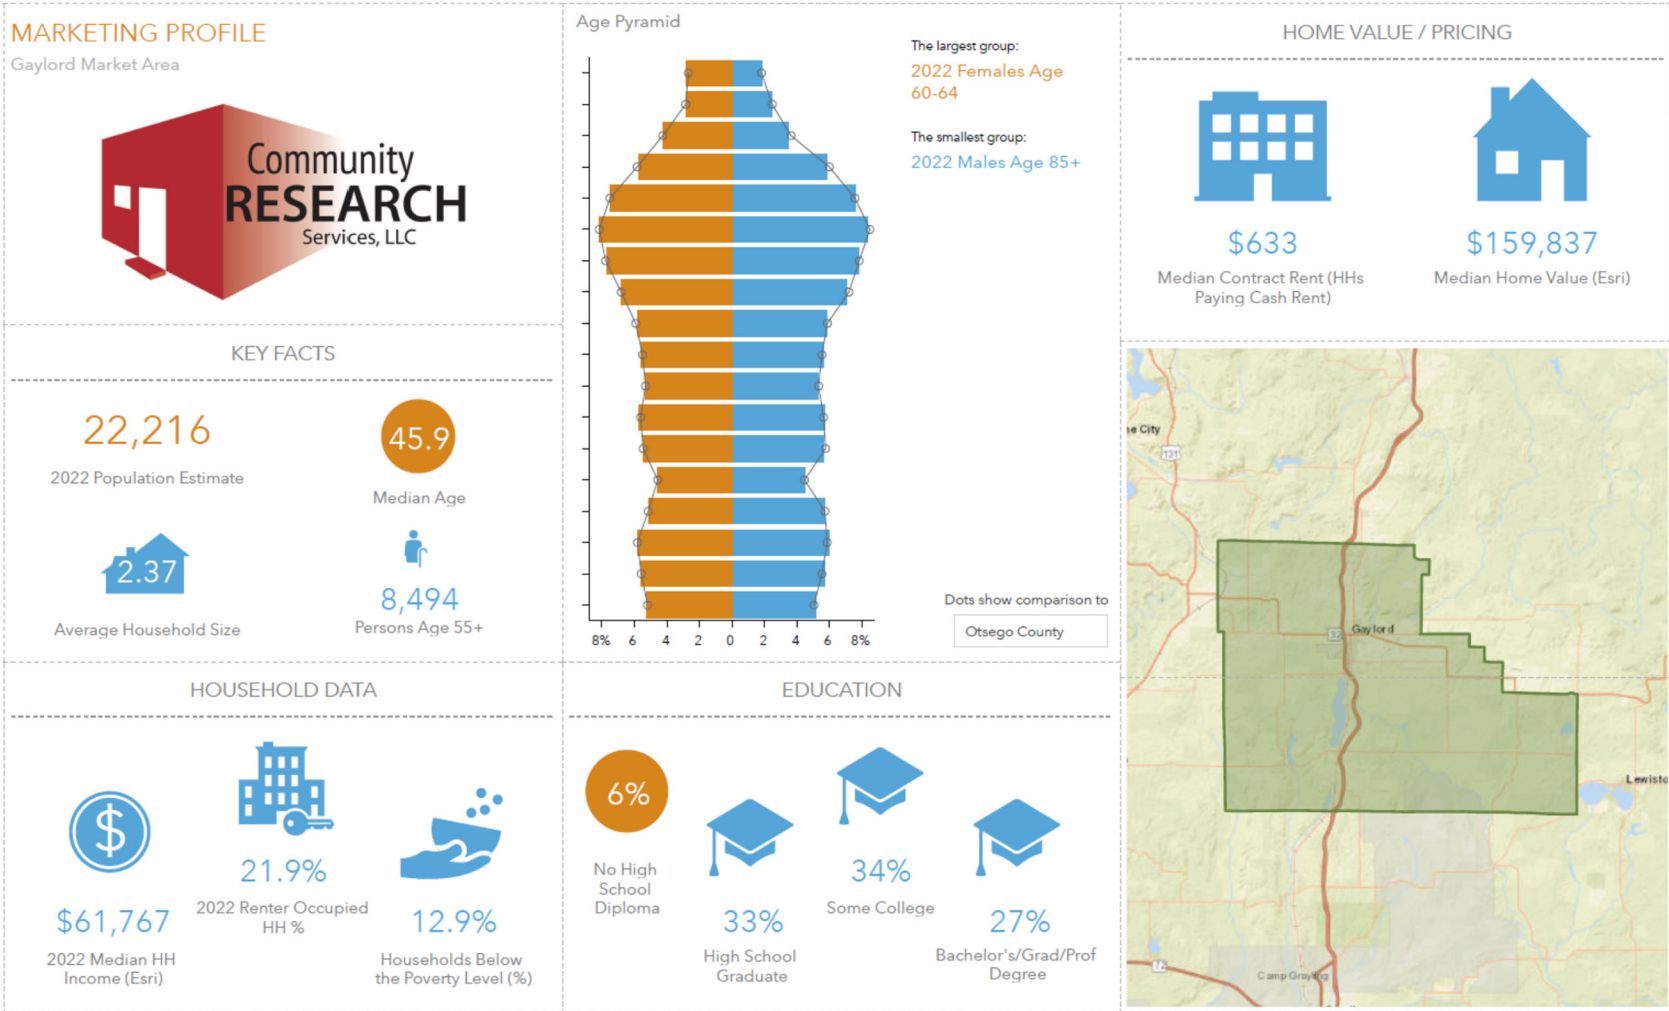 MARKETING PROFILE
Gaylord Market Area
Community
RESEARCH
Services, LLC
KEY FACTS
22,216
2022 Population Estimate
45.9
Median Age
2.37
Average Household Size
8,494
Persons Age 55+
Age Pyramid
The largest group:
2022 Females Age
60-64
The smallest group:
2022 Males Age 85+
8% 6 4 2 0 2 4 6 8%
Dots show comparison to
Otsego County
HOME VALUE / PRICING
$633
Median Contract Rent (HHs
Paying Cash Rent)
$159,837
Median Home Value (Esri)
HOUSEHOLD DATA
$61,767
2022 Median HH
Income (Esri)
21.9%
2022 Renter Occupied
HH %
12.9%
Households Below
the Poverty Level (%)
EDUCATION
6%
No High
School
Diploma
33%
High School
Graduate
34%
Some College
27%
Bachelor's/Grad/Prof
Degree
ne City
131
32
Gaylord
Lewisto
72
Camp Grayling